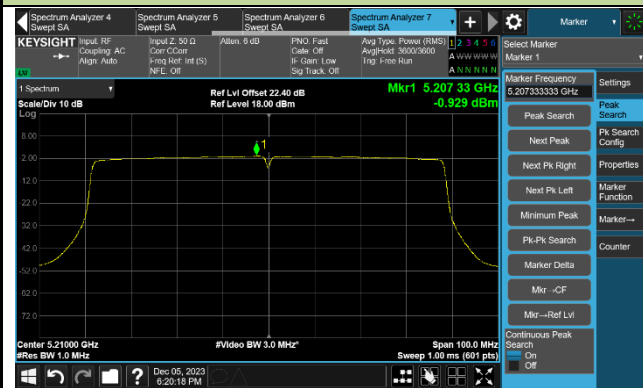 Spectrum Analyzer 4
Swept SA
Spectrum Analyzer 5
Swept SA
Spectrum Analyzer 6
Swept SA
Spectrum Analyzer 7
Swept SA
Marker
KEYSIGHT
Input: RF
Coupling: AC
Align: Auto
Input Z: 50 Ω
Corr CCorr
Freq Ref: Int (S)
NFE: Off
Atten: 6 dB
PNO: Fast
Gate: Off
IF Gain: Low
Sig Track: Off
Avg Type: Power (RMS)
Avg|Hold: 3600/3600
Trig: Free Run
1 2 3 4 5 6
A W W W W W
A N N N N N
LXI
Select Marker
Marker 1
1 Spectrum
Scale/Div 10 dB
Log
Ref Lvl Offset 22.40 dB
Ref Level 18.00 dBm
Mkr1 5.207 33 GHz
-0.929 dBm
8.00
-2.00
-12.0
-22.0
-32.0
-42.0
-52.0
-62.0
-72.0
1
Center 5.21000 GHz
#Res BW 1.0 MHz
#Video BW 3.0 MHz*
Span 100.0 MHz
Sweep 1.00 ms (601 pts)
Marker Frequency
5.207333333 GHz
Peak Search
Next Peak
Next Pk Right
Next Pk Left
Minimum Peak
Pk-Pk Search
Marker Delta
Mkr→CF
Mkr→Ref Lvl
Continuous Peak
Search
On
Off
Settings
Peak
Search
Pk Search
Config
Properties
Marker
Function
Marker→
Counter
?
Dec 05, 2023
6:20:18 PM